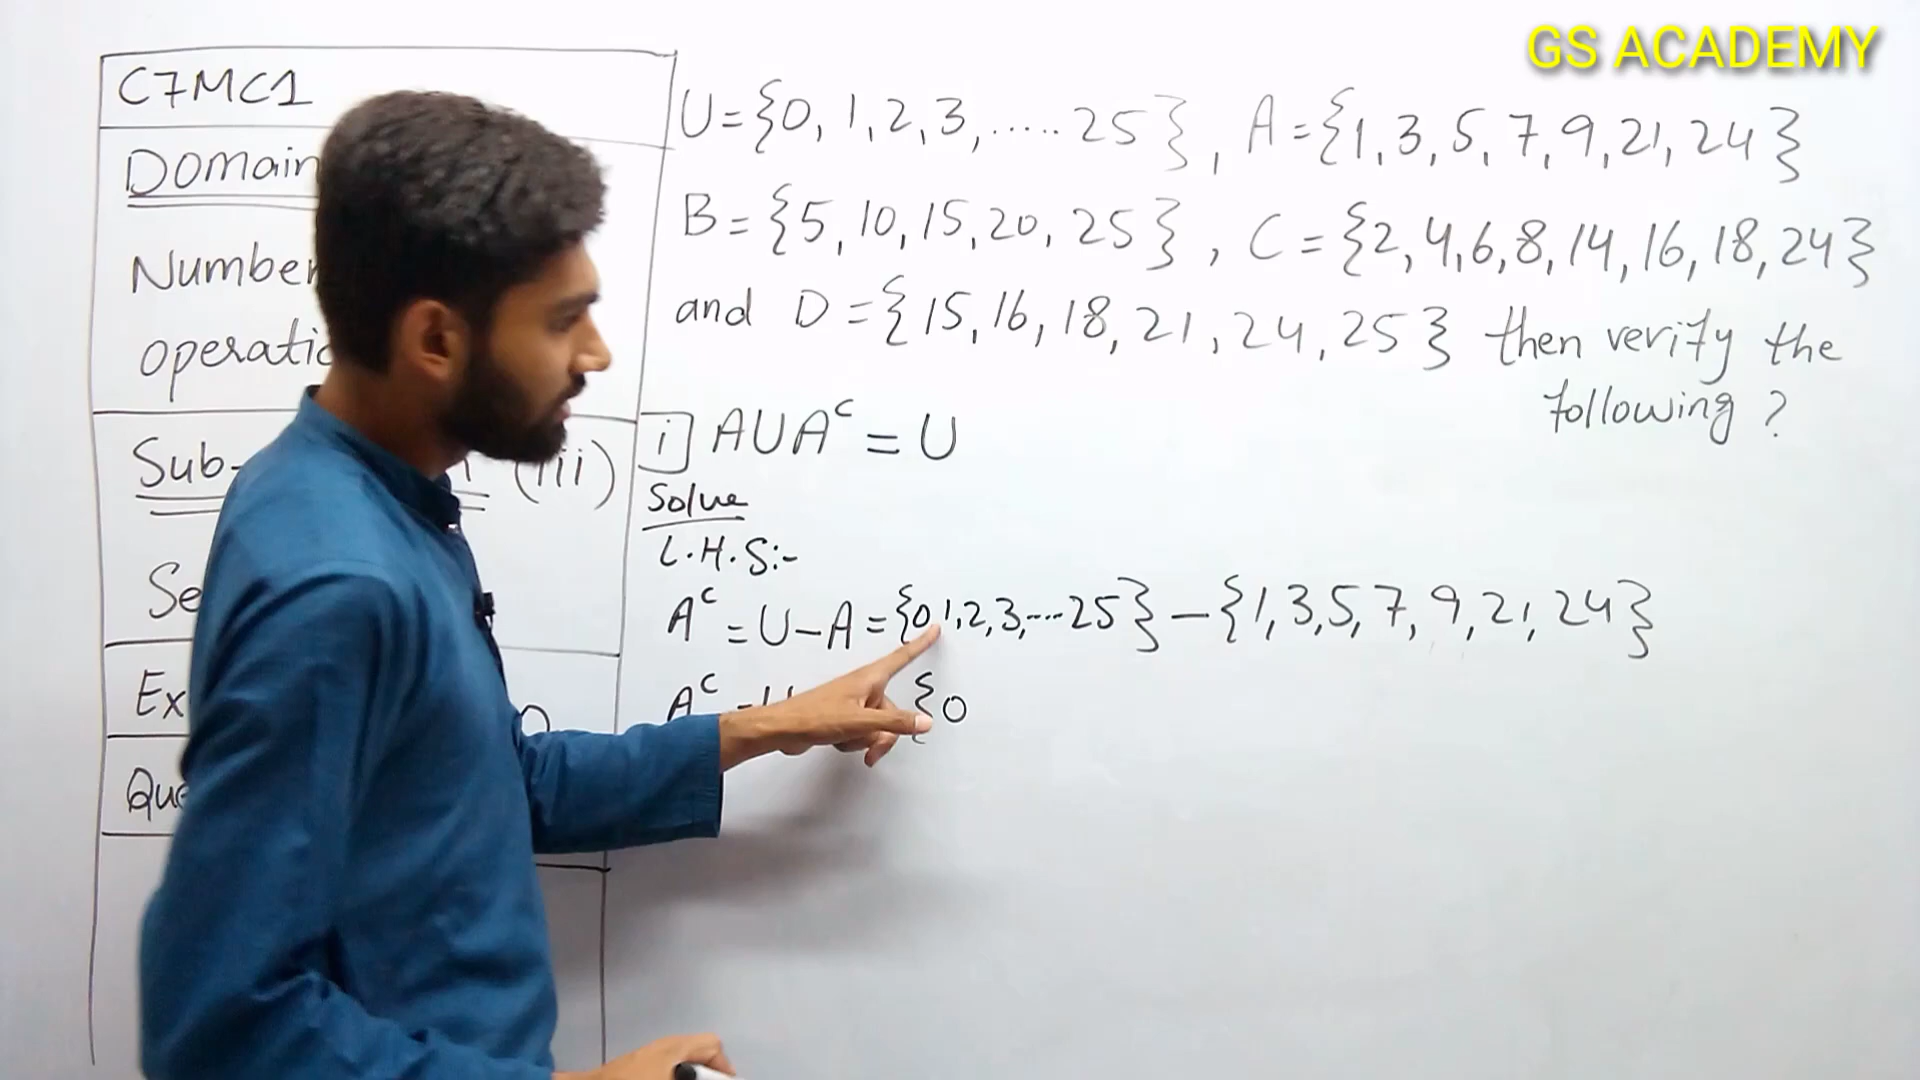 GS ACADEMY
C7MC1
Domain
Number
operatio
Sub- (iii)
Se
Ex
Que
U={0, 1, 2, 3, ..... 25}, A={1, 3, 5, 7, 9, 21, 24}
B={5, 10, 15, 20, 25}, C={2, 4, 6, 8, 14, 16, 18, 24}
and D={15, 16, 18, 21, 24, 25} then verify the
following?
i] AUA^c = U
Solve
L.H.S:-
A^c = U-A = {0,1,2,3,...25} - {1,3,5,7,9,21,24}
A^c = U {0